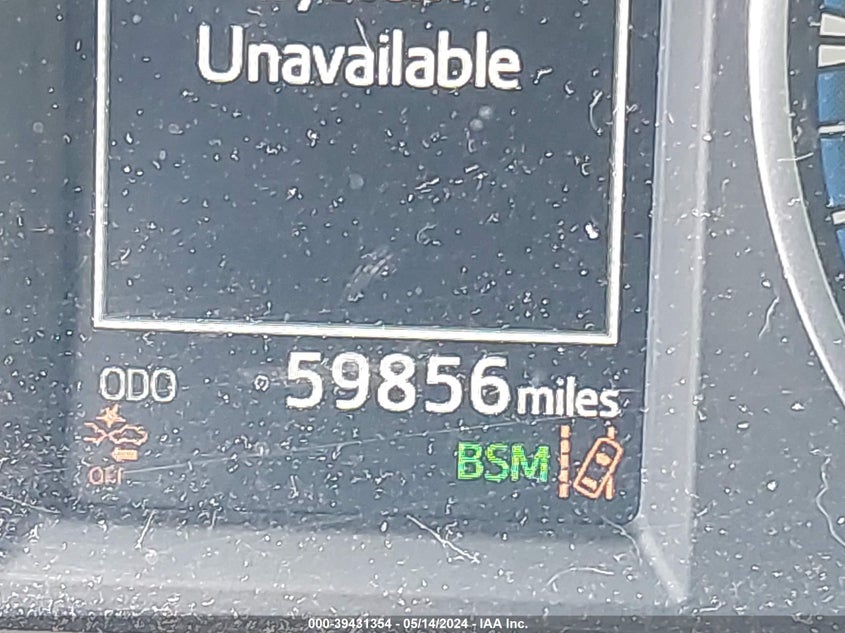 Unavailable
ODO 59856 miles
BSM
OFF
000-39431354 - 05/14/2024 - IAA Inc.